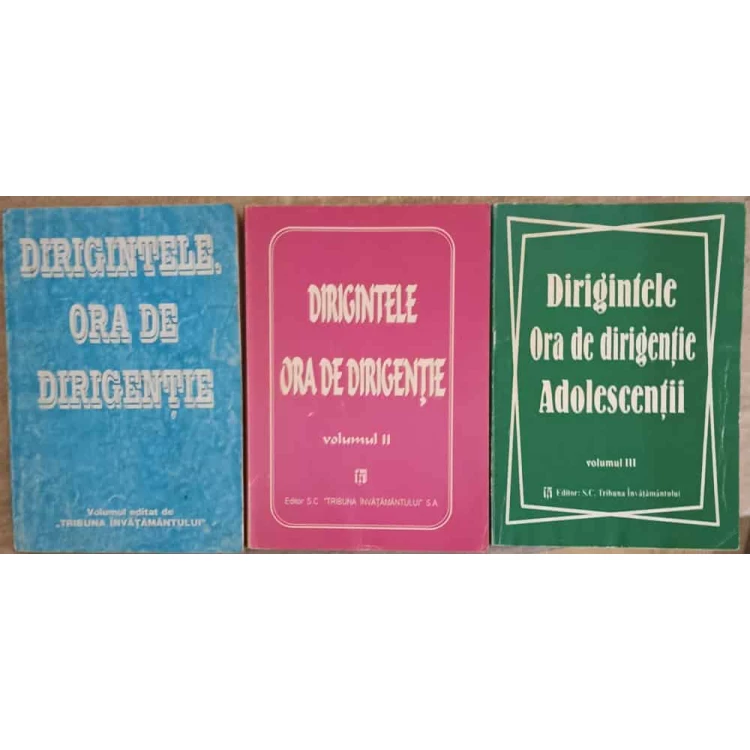 DIRIGINTELE.
ORA DE
DIRIGENȚIE
Volumul editat de
„TRIBUNA ÎNVĂȚĂMÂNTULUI"
DIRIGINTELE
ORA DE DIRIGENȚIE
volumul II
Editor S.C "TRIBUNA ÎNVĂȚĂMÂNTULUI" S.A
Dirigintele
Ora de dirigenție
Adolescenții
volumul III
Editor: S.C. Tribuna Învățământului